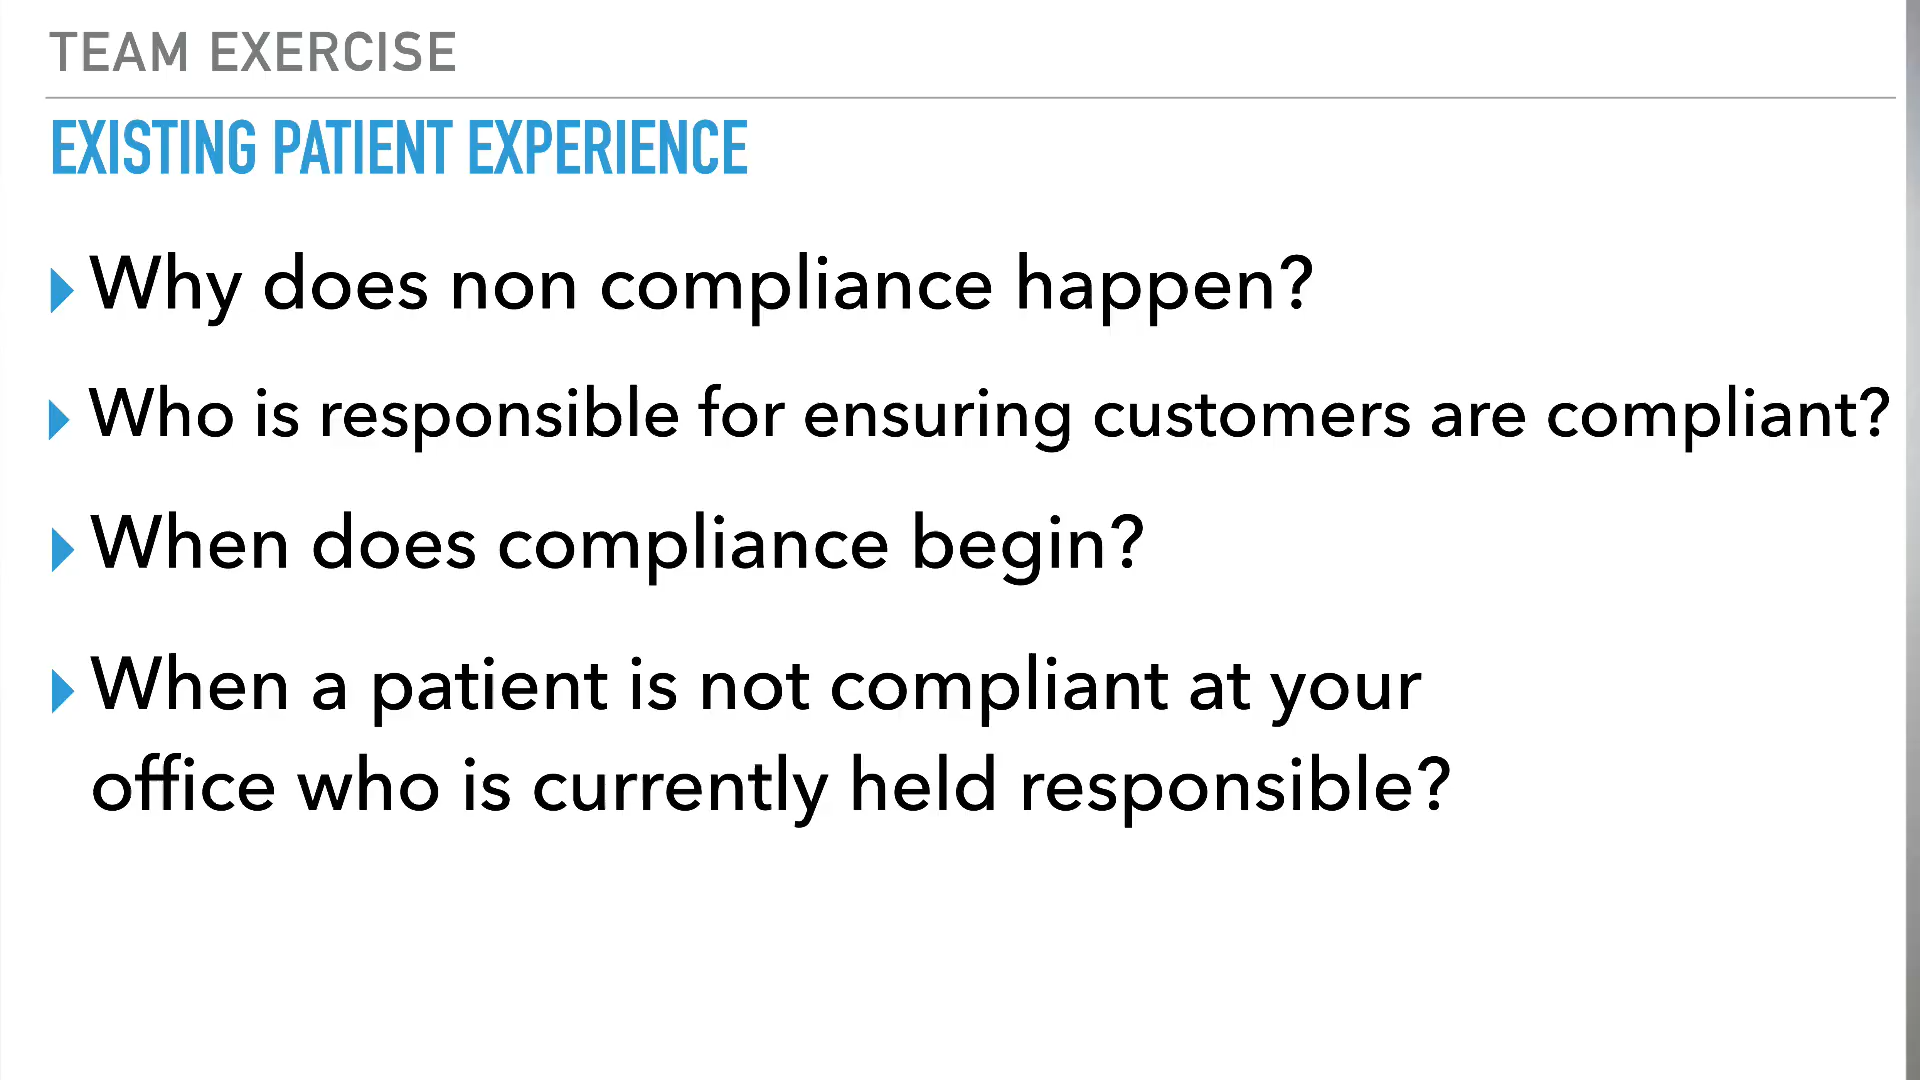 TEAM EXERCISE
EXISTING PATIENT EXPERIENCE
Why does non compliance happen?
Who is responsible for ensuring customers are compliant?
When does compliance begin?
When a patient is not compliant at your
office who is currently held responsible?